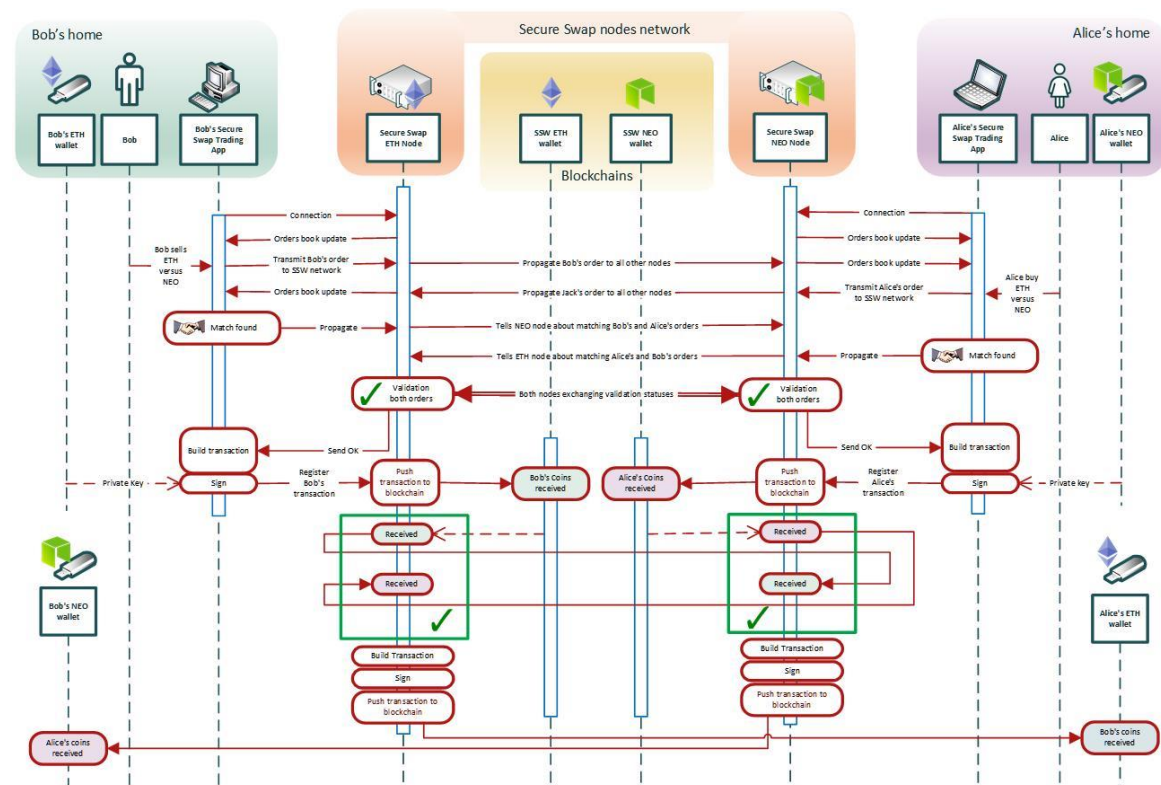 Bob's home
Secure Swap nodes network
Alice's home
Bob's ETH
wallet
Bob
Bob's Secure
Swap Trading
App
Secure Swap
ETH Node
SSW ETH
wallet
SSW NEO
wallet
Secure Swap
NEO Node
Alice's Secure
Swap Trading
App
Alice
Alice's NEO
wallet
Blockchains
Connection
Connection
Orders book update
Orders book update
Bob sells
ETH
versus
NEO
Transmit Bob's order
to SSW network
Propagate Bob's order to all other nodes
Orders book update
Orders book update
Propagate Jack's order to all other nodes
Transmit Alice's order
to SSW network
Alice buy
ETH
versus
NEO
Match found
Propagate
Tells NEO node about matching Bob's and Alice's orders
Tells ETH node about matching Alice's and Bob's orders
Propagate
Match found
Validation
both orders
Both nodes exchanging validation statuses
Validation
both orders
Build transaction
Send OK
Send OK
Build transaction
Private Key
Sign
Register
Bob's
transaction
Push
transaction to
blockchain
Bob's Coins
received
Alice's Coins
received
Push
transaction to
blockchain
Register
Alice's
transaction
Sign
Private key
Received
Received
Received
Received
Bob's NEO
wallet
Alice's ETH
wallet
Build Transaction
Sign
Push transaction to
blockchain
Build Transaction
Sign
Push transaction to
blockchain
Alice's coins
received
Bob's coins
received